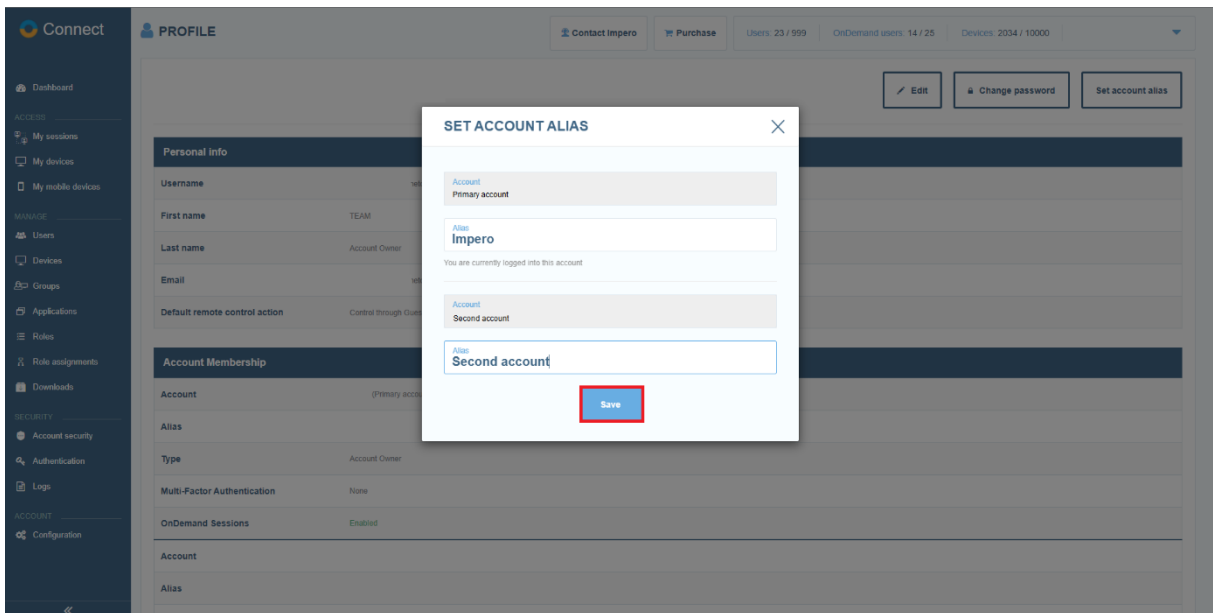 Connect
PROFILE
Contact Impero
Purchase
Users: 23 / 999
OnDemand users: 14 / 25
Devices: 2034 / 10000
Dashboard
ACCESS
My sessions
My devices
My mobile devices
MANAGE
Users
Devices
Groups
Applications
Roles
Role assignments
Downloads
SECURITY
Account security
Authentication
Logs
ACCOUNT
Configuration
Edit
Change password
Set account alias
Personal info
Username
First name TEAM
Last name Account Owner
Email
Default remote control action Control through Gues
Account Membership
Account (Primary accou
Alias
Type Account Owner
Multi-Factor Authentication None
OnDemand Sessions Enabled
Account
Alias
SET ACCOUNT ALIAS
Account
Primary account
Alias
Impero
You are currently logged into this account
Account
Second account
Alias
Second account
Save